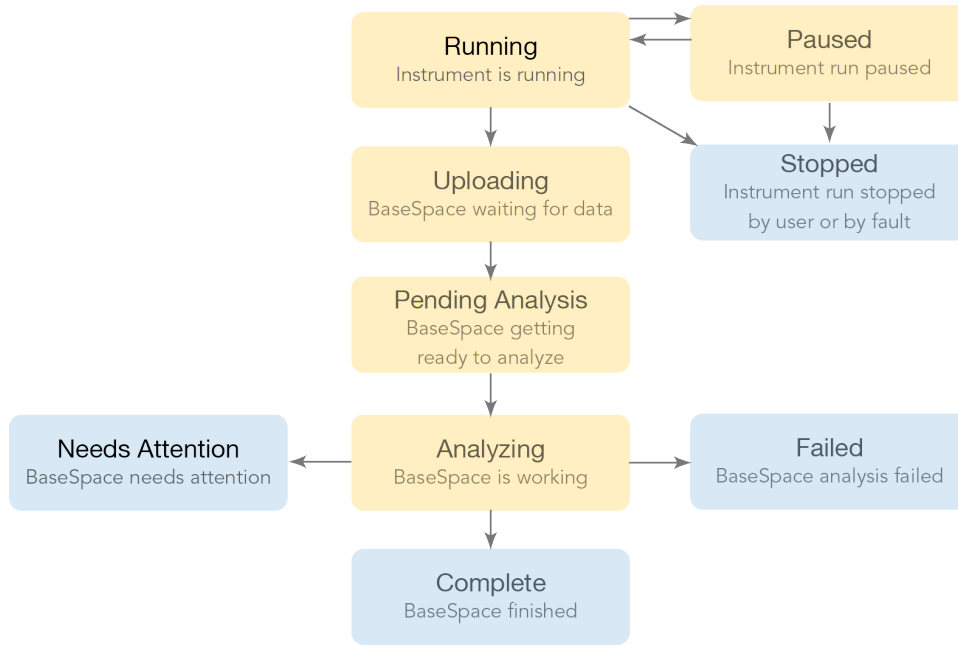 Running
Instrument is running
Paused
Instrument run paused
Uploading
BaseSpace waiting for data
Stopped
Instrument run stopped
by user or by fault
Pending Analysis
BaseSpace getting
ready to analyze
Needs Attention
BaseSpace needs attention
Analyzing
BaseSpace is working
Failed
BaseSpace analysis failed
Complete
BaseSpace finished